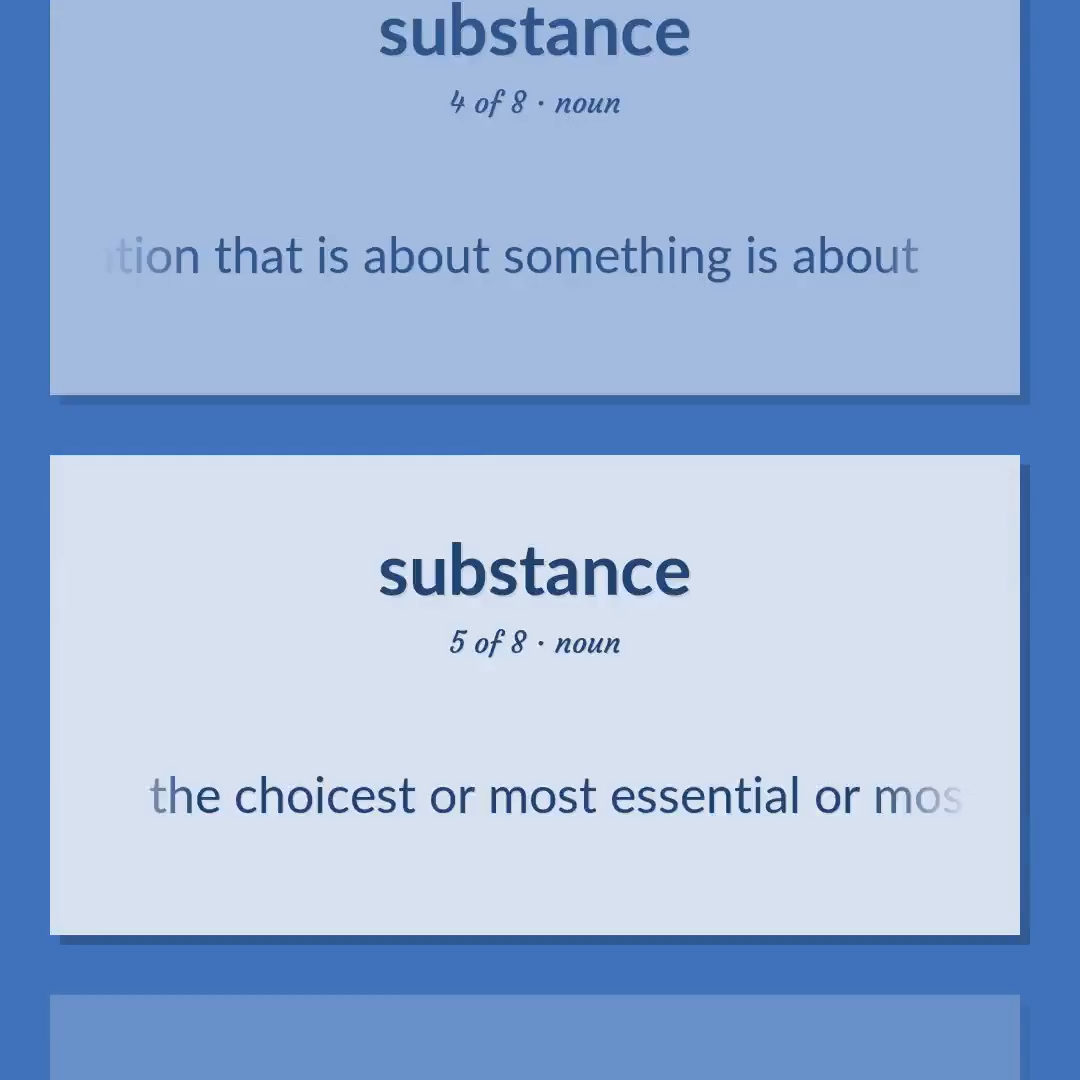 substance
4 of 8 · noun
tion that is about something is about
substance
5 of 8 · noun
the choicest or most essential or mos